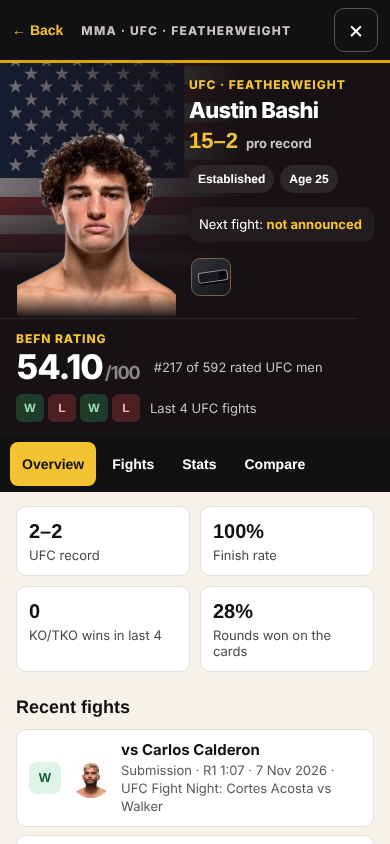 ← Back MMA · UFC · FEATHERWEIGHT ×
UFC · FEATHERWEIGHT
Austin Bashi
15–2 pro record
Established Age 25
Next fight: not announced
BEFN RATING
54.10/100 #217 of 592 rated UFC men
W L W L Last 4 UFC fights
Overview Fights Stats Compare
2–2
UFC record
100%
Finish rate
0
KO/TKO wins in last 4
28%
Rounds won on the
cards
Recent fights
W
vs Carlos Calderon
Submission · R1 1:07 · 7 Nov 2026 ·
UFC Fight Night: Cortes Acosta vs
Walker